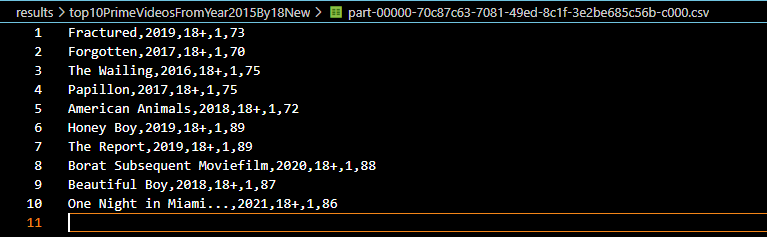 results > top10PrimeVideosFromYear2015By18New > part-00000-70c87c63-7081-49ed-8c1f-3e2be685c56b-c000.csv
1 Fractured,2019,18+,1,73
2 Forgotten,2017,18+,1,70
3 The Wailing,2016,18+,1,75
4 Papillon,2017,18+,1,75
5 American Animals,2018,18+,1,72
6 Honey Boy,2019,18+,1,89
7 The Report,2019,18+,1,89
8 Borat Subsequent Moviefilm,2020,18+,1,88
9 Beautiful Boy,2018,18+,1,87
10 One Night in Miami...,2021,18+,1,86
11